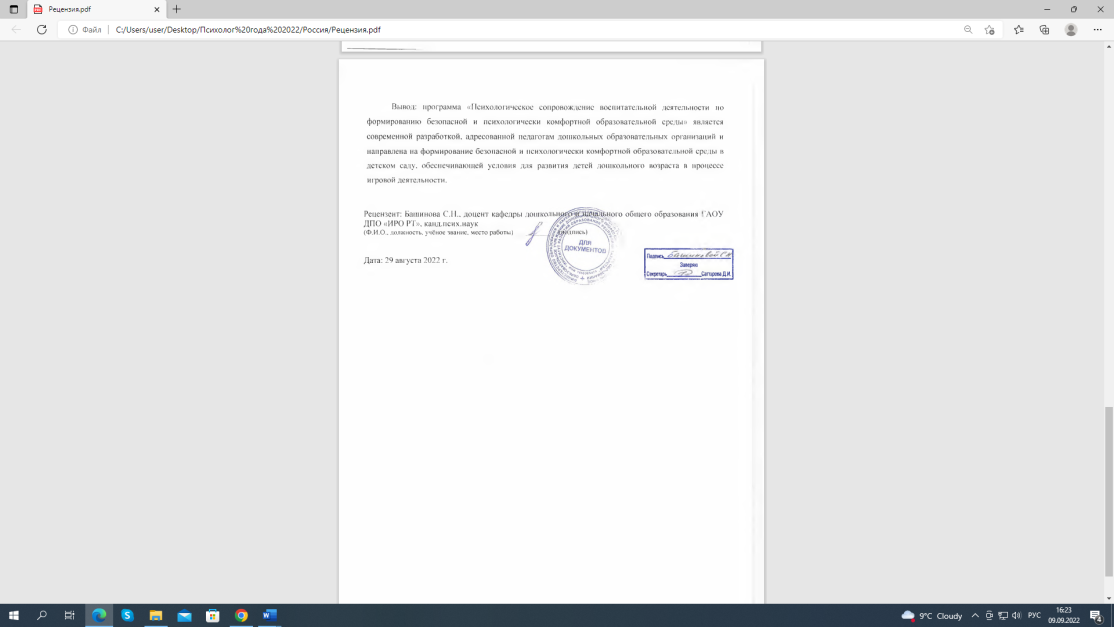 Рецензия.pdf
Файл C:/Users/user/Desktop/Психолог%20года%202022/Россия/Рецензия.pdf
Вывод: программа «Психологическое сопровождение воспитательной деятельности по
формированию безопасной и психологически комфортной образовательной среды» является
современной разработкой, адресованной педагогам дошкольных образовательных организаций и
направлена на формирование безопасной и психологически комфортной образовательной среды в
детском саду, обеспечивающей условия для развития детей дошкольного возраста в процессе
игровой деятельности.
Рецензент: Башинова С.Н., доцент кафедры дошкольного и начального общего образования ГАОУ
ДПО «ИРО РТ», канд.псих.наук
(Ф.И.О., должность, учёное звание, место работы) (подпись)
ДЛЯ
ДОКУМЕНТОВ
Подпись Башиновой С.Н.
Заверяю
Секретарь Саттарова Д.И.
Дата: 29 августа 2022 г.
9°C Cloudy
РУС
16:23
09.09.2022
4